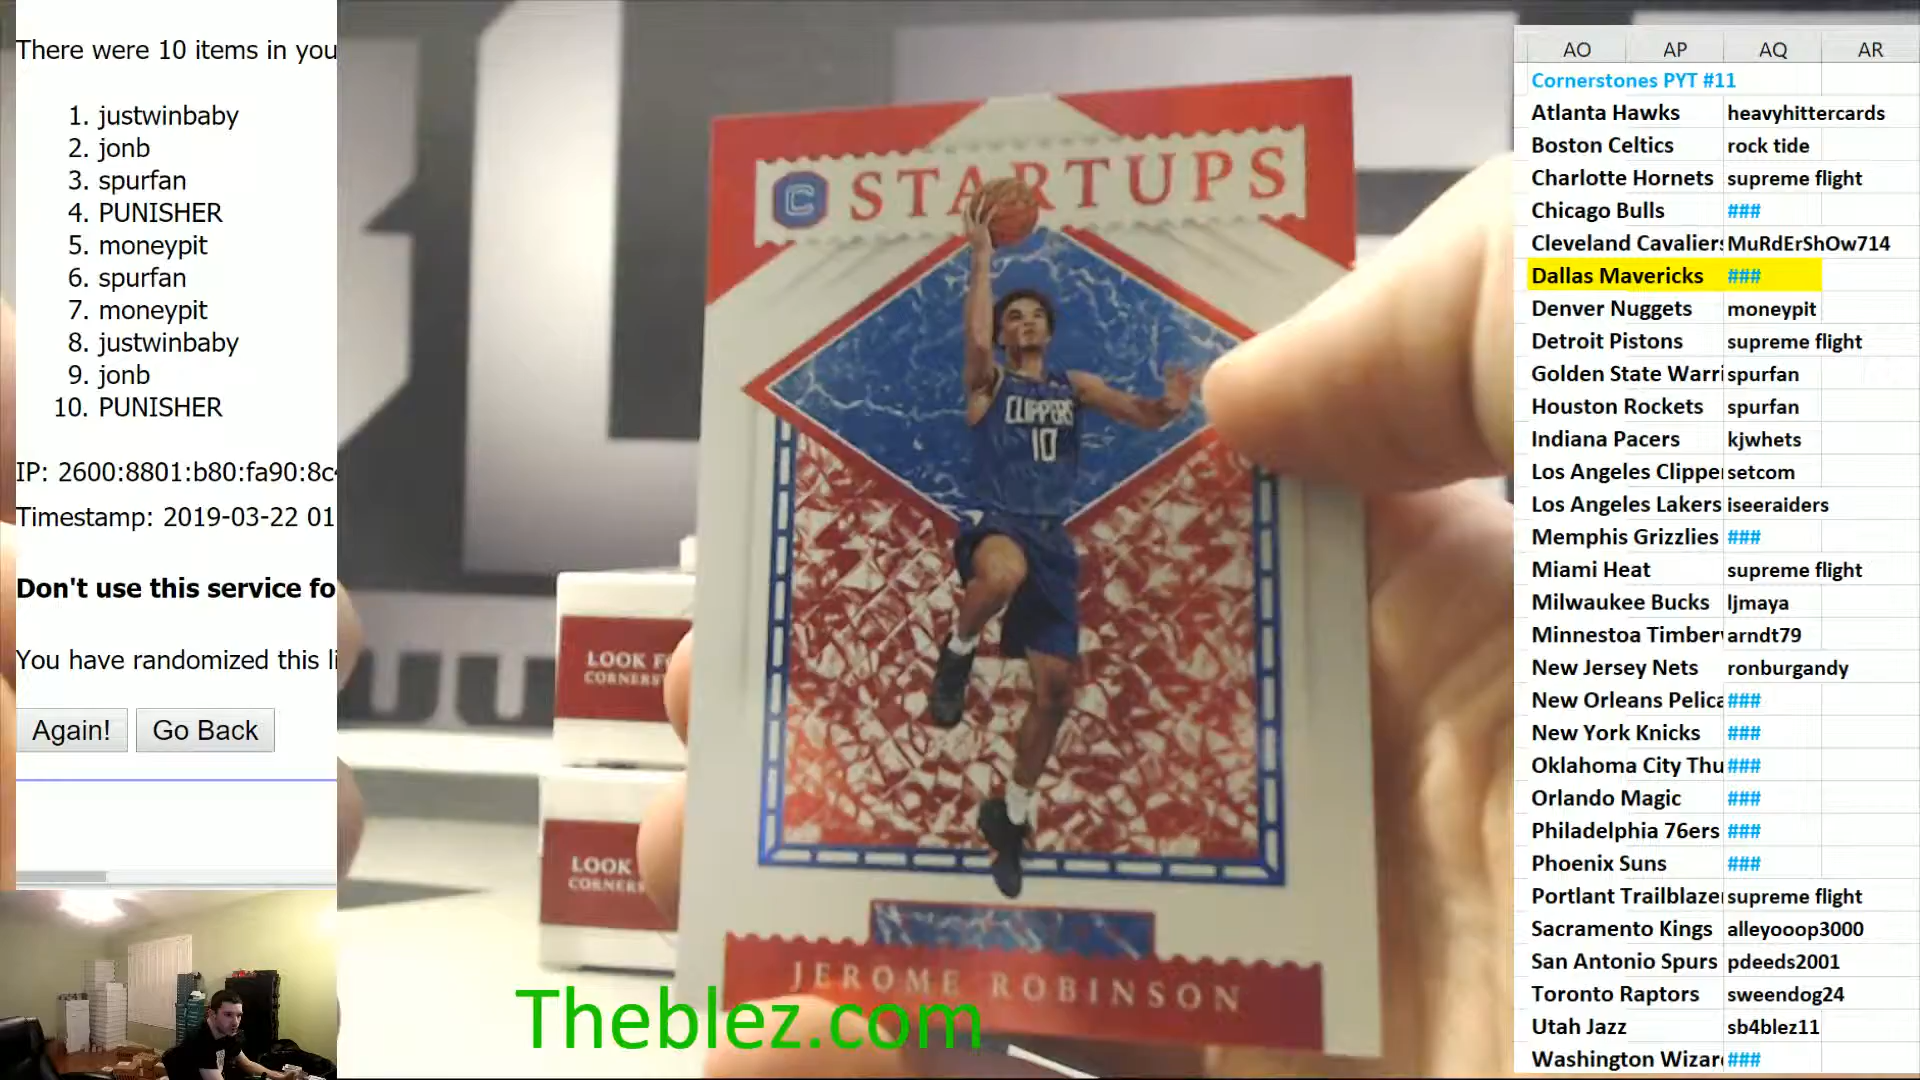 There were 10 items in you
1. justwinbaby
2. jonb
3. spurfan
4. PUNISHER
5. moneypit
6. spurfan
7. moneypit
8. justwinbaby
9. jonb
10. PUNISHER
IP: 2600:8801:b80:fa90:8c
Timestamp: 2019-03-22 01
Don't use this service fo
You have randomized this li
Again! Go Back
C STARTUPS
CLIPPERS
10
LOOK
CORNERS
LOOK
CORNERS
JEROME ROBINSON
Theblez.com
AO AP AQ AR
Cornerstones PYT #11
Atlanta Hawks heavyhittercards
Boston Celtics rock tide
Charlotte Hornets supreme flight
Chicago Bulls ###
Cleveland Cavaliers MuRdErShOw714
Dallas Mavericks ###
Denver Nuggets moneypit
Detroit Pistons supreme flight
Golden State Warri spurfan
Houston Rockets spurfan
Indiana Pacers kjwhets
Los Angeles Clipper setcom
Los Angeles Lakers iseeraiders
Memphis Grizzlies ###
Miami Heat supreme flight
Milwaukee Bucks ljmaya
Minnestoa Timberv arndt79
New Jersey Nets ronburgandy
New Orleans Pelica ###
New York Knicks ###
Oklahoma City Thu ###
Orlando Magic ###
Philadelphia 76ers ###
Phoenix Suns ###
Portlant Trailblazer supreme flight
Sacramento Kings alleyooop3000
San Antonio Spurs pdeeds2001
Toronto Raptors sweendog24
Utah Jazz sb4blez11
Washington Wizar ###